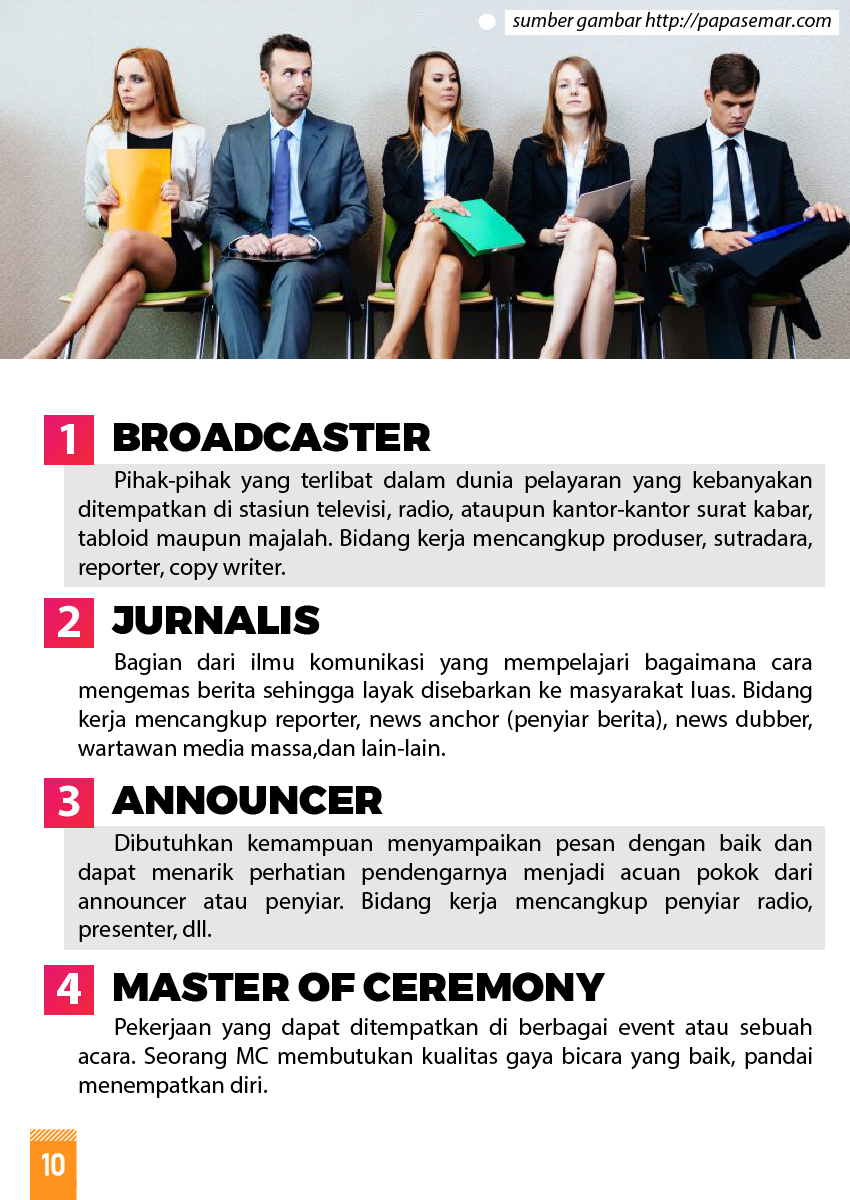 sumber gambar http://papasemar.com
1 BROADCASTER
Pihak-pihak yang terlibat dalam dunia pelayaran yang kebanyakan
ditempatkan di stasiun televisi, radio, ataupun kantor-kantor surat kabar,
tabloid maupun majalah. Bidang kerja mencangkup produser, sutradara,
reporter, copy writer.
2 JURNALIS
Bagian dari ilmu komunikasi yang mempelajari bagaimana cara
mengemas berita sehingga layak disebarkan ke masyarakat luas. Bidang
kerja mencangkup reporter, news anchor (penyiar berita), news dubber,
wartawan media massa,dan lain-lain.
3 ANNOUNCER
Dibutuhkan kemampuan menyampaikan pesan dengan baik dan
dapat menarik perhatian pendengarnya menjadi acuan pokok dari
announcer atau penyiar. Bidang kerja mencangkup penyiar radio,
presenter, dll.
4 MASTER OF CEREMONY
Pekerjaan yang dapat ditempatkan di berbagai event atau sebuah
acara. Seorang MC membutukan kualitas gaya bicara yang baik, pandai
menempatkan diri.
10